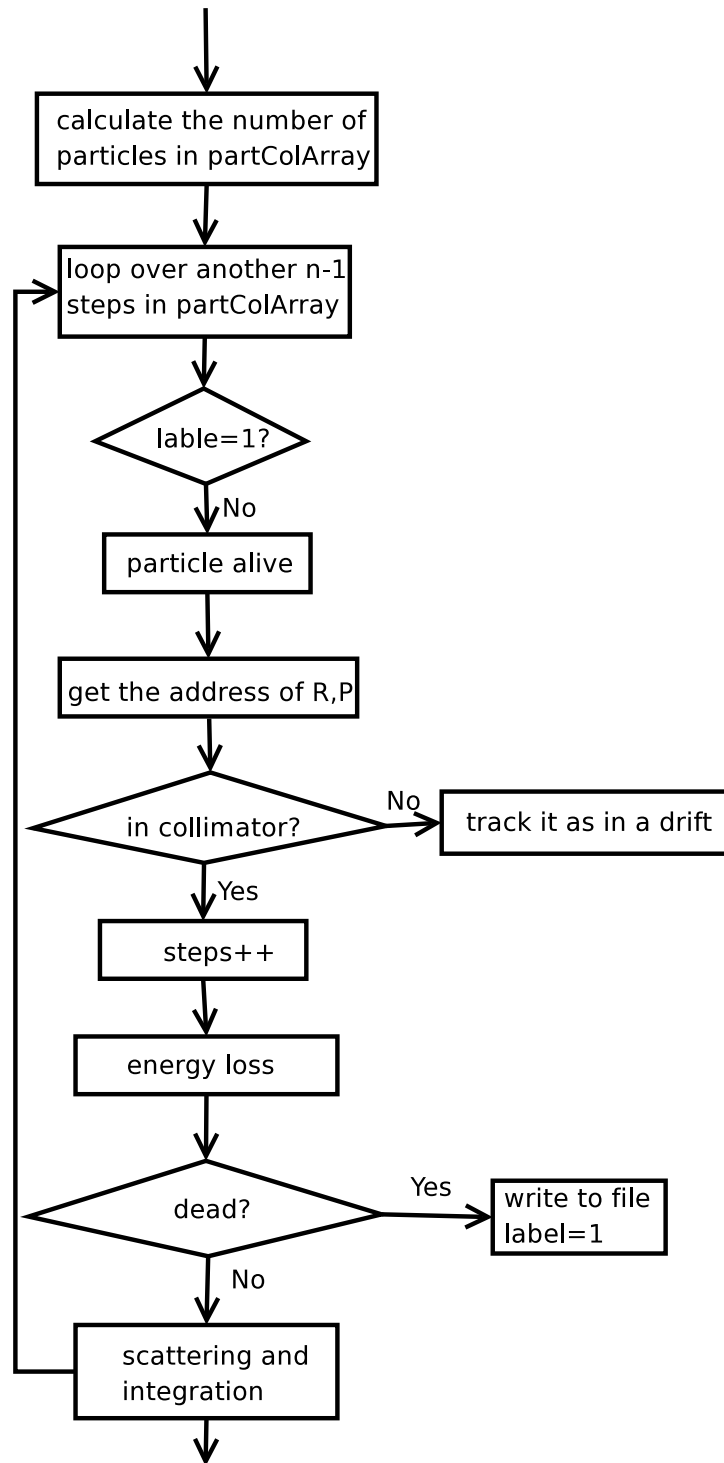 calculate the number of
particles in partColArray
loop over another n-1
steps in partColArray
lable=1?
No
particle alive
get the address of R,P
in collimator?
No
track it as in a drift
Yes
steps++
energy loss
dead?
Yes
write to file
label=1
No
scattering and
integration